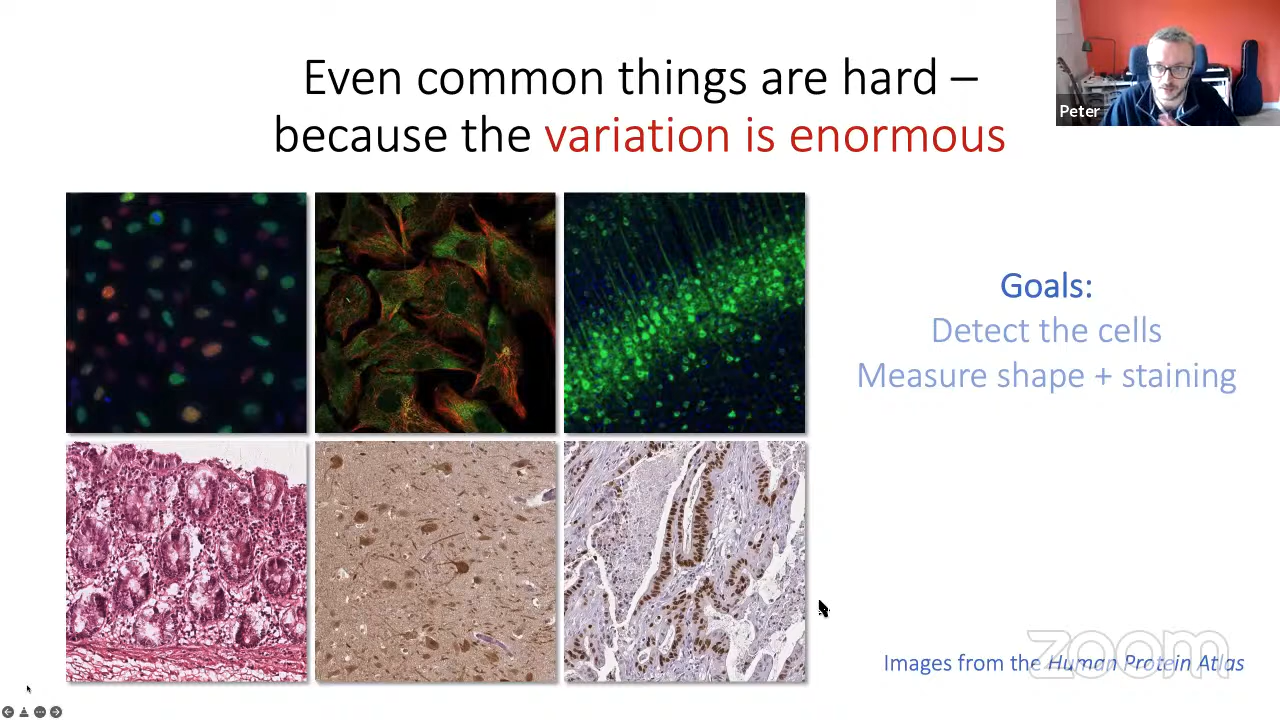 Even common things are hard –
because the variation is enormous
Peter
Goals:
Detect the cells
Measure shape + staining
Images from the Human Protein Atlas
zoom